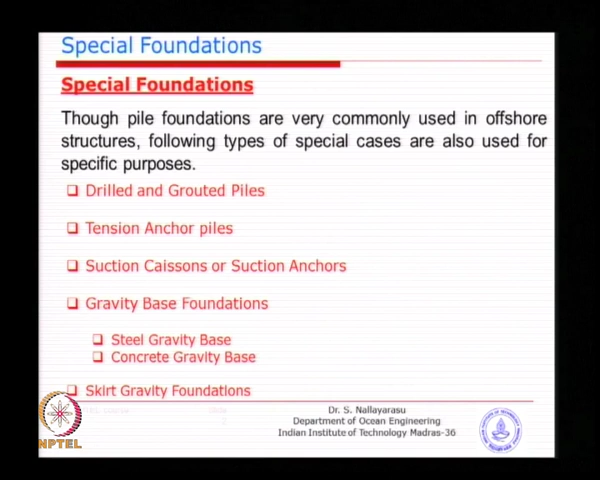 Special Foundations
Special Foundations
Though pile foundations are very commonly used in offshore
structures, following types of special cases are also used for
specific purposes.
Drilled and Grouted Piles
Tension Anchor piles
Suction Caissons or Suction Anchors
Gravity Base Foundations
Steel Gravity Base
Concrete Gravity Base
Skirt Gravity Foundations
Dr. S. Nallayarasu
Department of Ocean Engineering
Indian Institute of Technology Madras-36
NPTEL